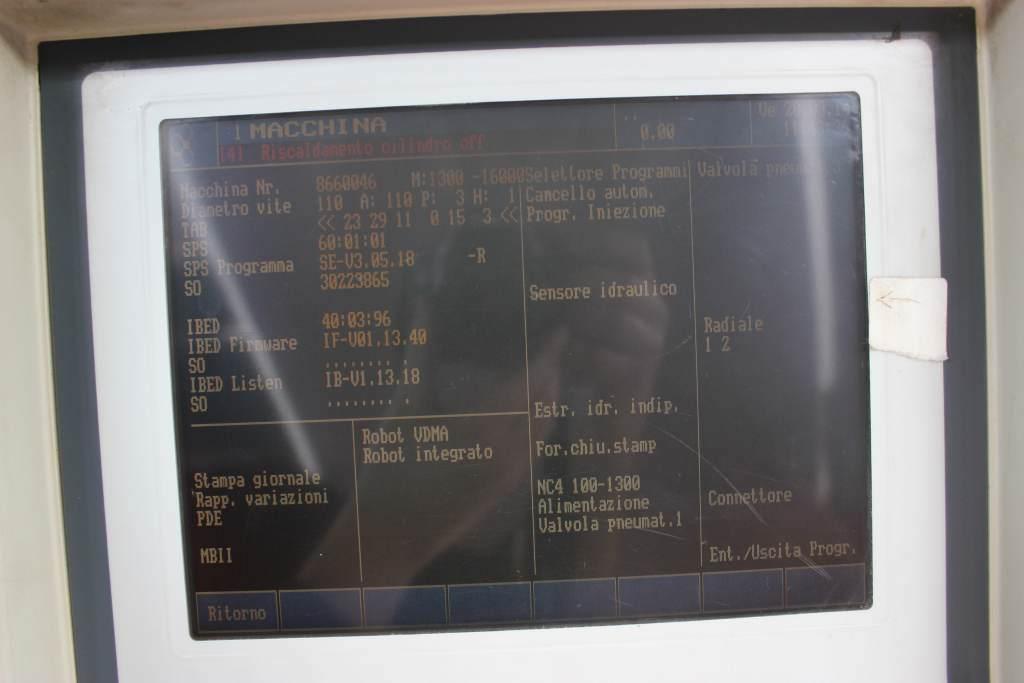 1 MACCHINA
0.00
Ve
[4] Riscaldamento cilindro off
Macchina Nr. 8660046 M:1300 -16000
Diametro vite 110 A: 110 P: 3 H: 1
TAB << 23 29 11 0 15 3 <<
SPS 60:01:01
SPS Programma SE-V3.05.18 -R
SO 30223865
IBED 40:03:96
IBED Firmware IF-V01.13.40
SO ........ .
IBED Listen IB-V1.13.18
SO ........ .
Selettore Programmi
Cancello autom.
Progr. Iniezione
Sensore idraulico
Estr. idr. indip.
For.chiu.stamp
NC4 100-1300
Alimentazione
Valvola pneumat.1
Valvola
Radiale
1 2
Connettore
Ent./Uscita Progr.
Stampa giornale
Rapp. variazioni
PDE
MBII
Robot VDMA
Robot integrato
Ritorno